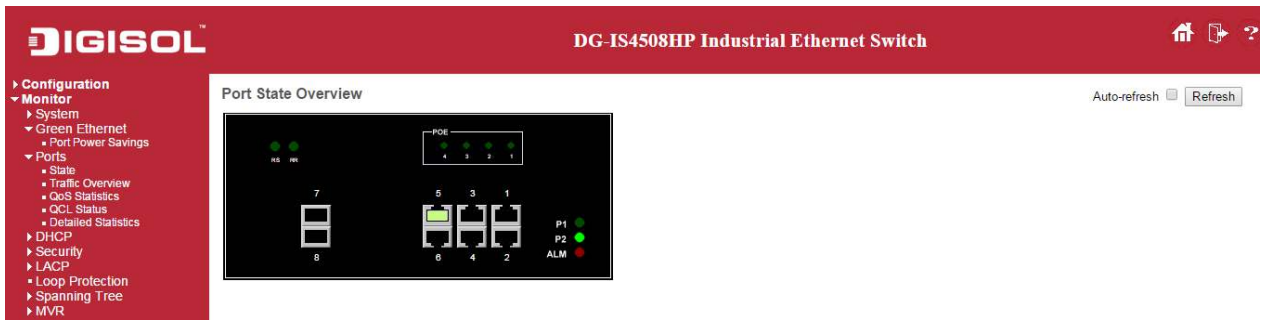 DIGISOL™
DG-IS4508HP Industrial Ethernet Switch
?
Configuration
Monitor
System
Green Ethernet
Port Power Savings
Ports
State
Traffic Overview
QoS Statistics
QCL Status
Detailed Statistics
DHCP
Security
LACP
Loop Protection
Spanning Tree
MVR
Port State Overview
Auto-refresh
Refresh
POE
RS RR
4 3 2 1
7 5 3 1
P1
P2
8 6 4 2 ALM